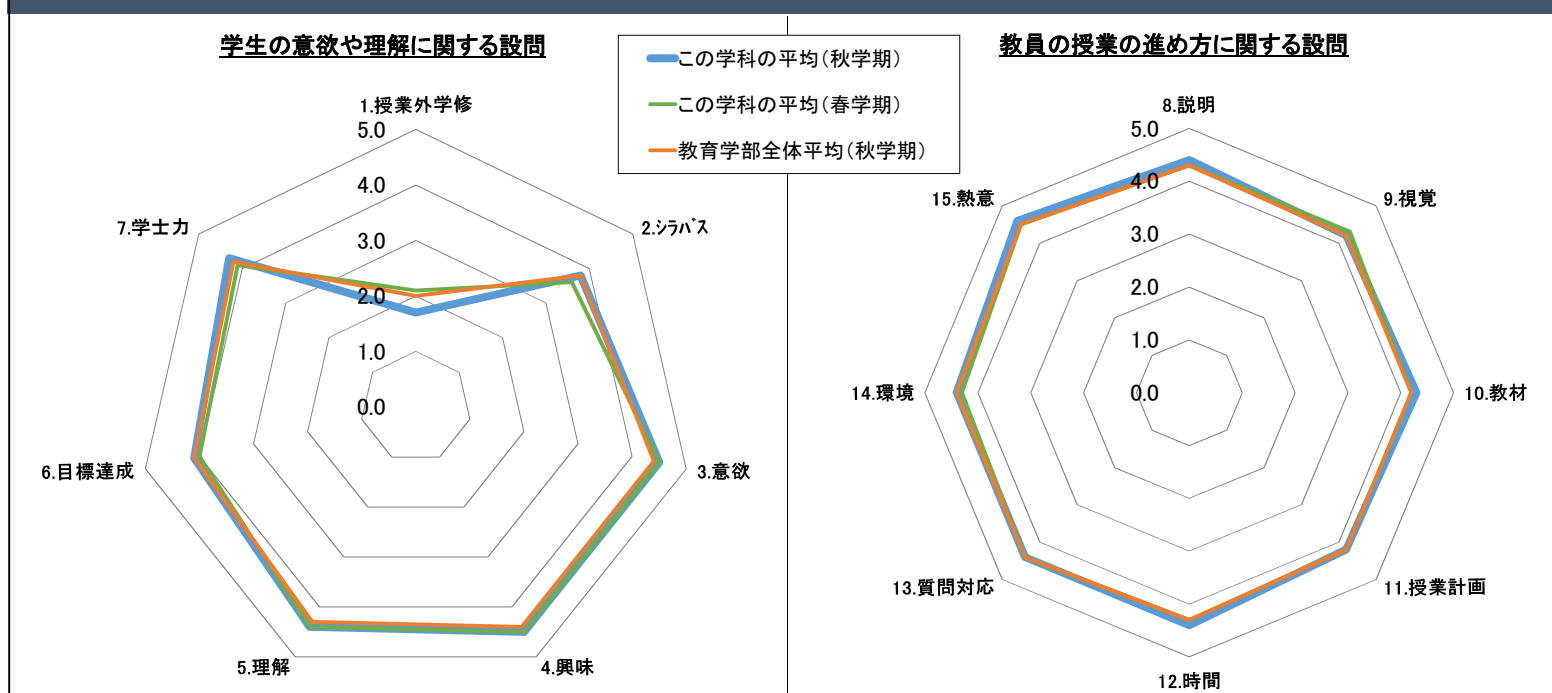 学生の意欲や理解に関する設問
この学科の平均(秋学期)
この学科の平均(春学期)
教育学部全体平均(秋学期)
教員の授業の進め方に関する設問
1.授業外学修
5.0
4.0
3.0
2.0
1.0
0.0
2.シラバス
3.意欲
4.興味
5.理解
6.目標達成
7.学士力
8.説明
5.0
4.0
3.0
2.0
1.0
0.0
9.視覚
10.教材
11.授業計画
12.時間
13.質問対応
14.環境
15.熱意